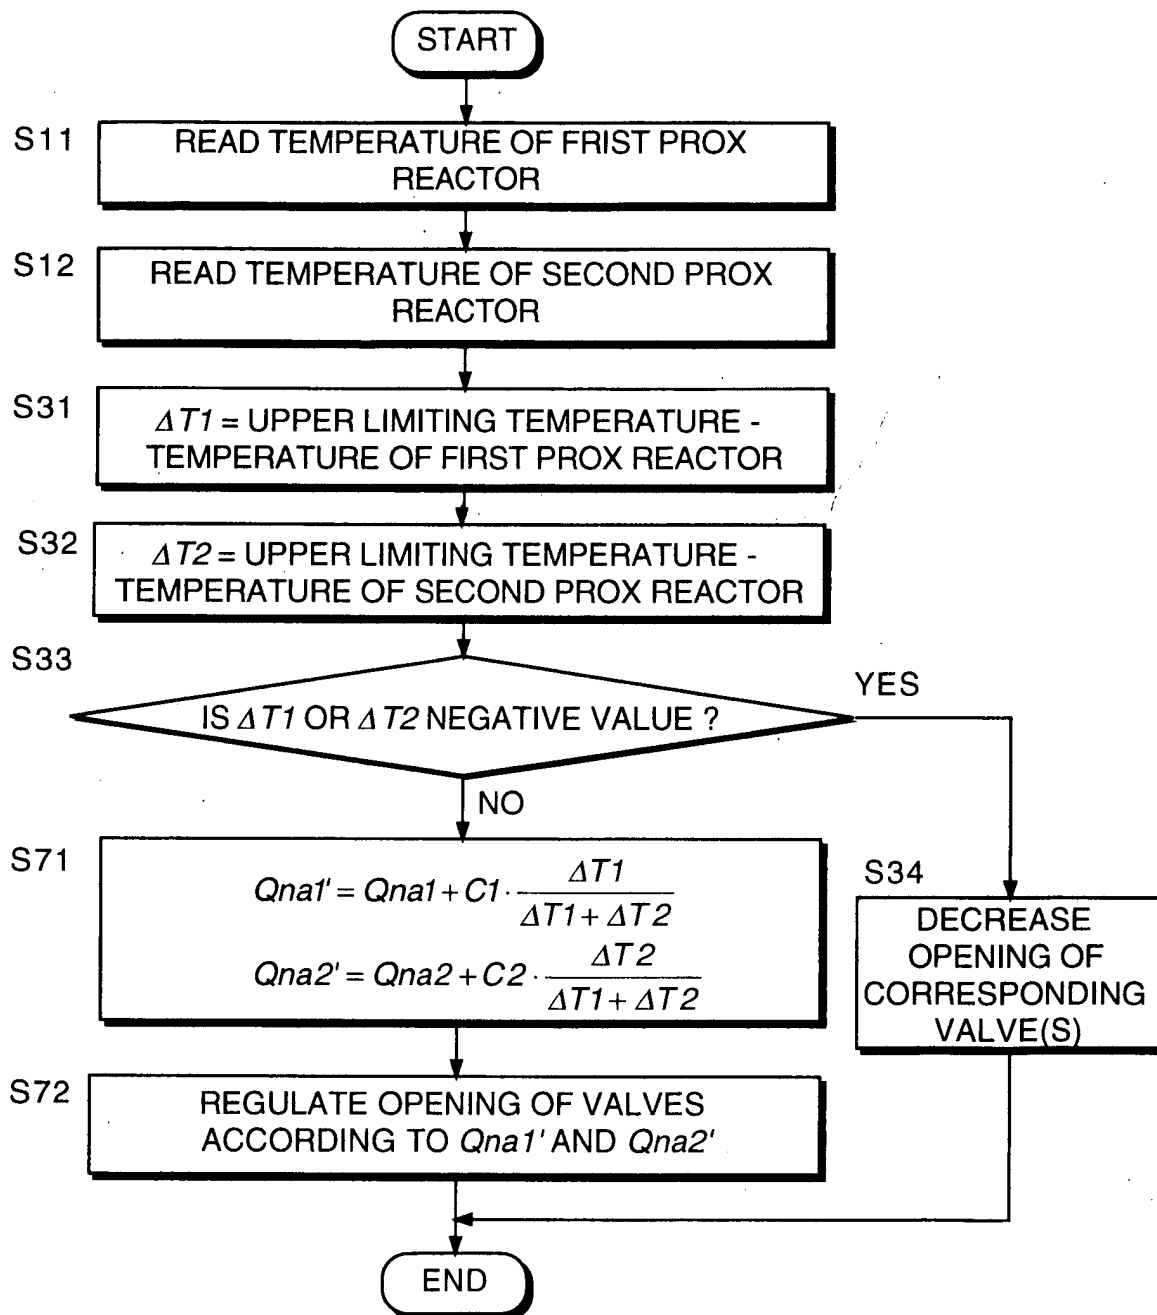 START
S11
READ TEMPERATURE OF FRIST PROX
REACTOR
S12
READ TEMPERATURE OF SECOND PROX
REACTOR
S31
ΔT1 = UPPER LIMITING TEMPERATURE -
TEMPERATURE OF FIRST PROX REACTOR
S32
ΔT2 = UPPER LIMITING TEMPERATURE -
TEMPERATURE OF SECOND PROX REACTOR
S33
IS ΔT1 OR ΔT2 NEGATIVE VALUE ?
YES
NO
S71
Qna1' = Qna1 + C1 · ΔT1 / ΔT1 + ΔT2
Qna2' = Qna2 + C2 · ΔT2 / ΔT1 + ΔT2
S34
DECREASE
OPENING OF
CORRESPONDING
VALVE(S)
S72
REGULATE OPENING OF VALVES
ACCORDING TO Qna1' AND Qna2'
END